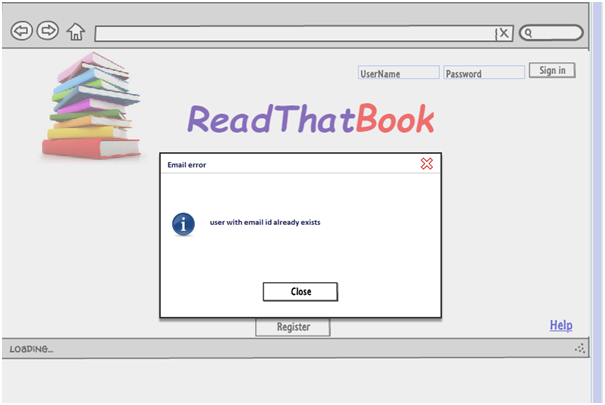 UserName Password Sign in
ReadThatBook
Email error
user with email id already exists
Close
Register
Help
LOADING...